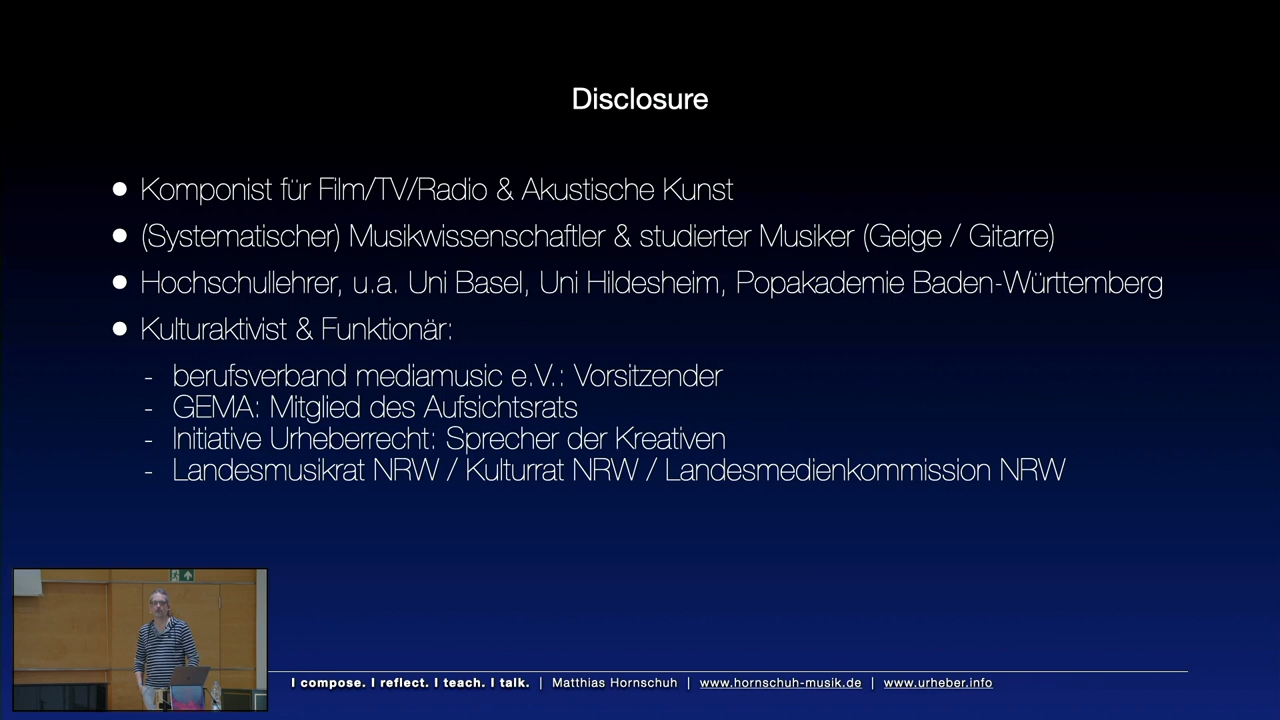 Disclosure
● Komponist für Film/TV/Radio & Akustische Kunst
● (Systematischer) Musikwissenschaftler & studierter Musiker (Geige / Gitarre)
● Hochschullehrer, u.a. Uni Basel, Uni Hildesheim, Popakademie Baden-Württemberg
● Kulturaktivist & Funktionär:
- berufsverband mediamusic e.V.: Vorsitzender
- GEMA: Mitglied des Aufsichtsrats
- Initiative Urheberrecht: Sprecher der Kreativen
- Landesmusikrat NRW / Kulturrat NRW / Landesmedienkommission NRW
I compose. I reflect. I teach. I talk. | Matthias Hornschuh | www.hornschuh-musik.de | www.urheber.info